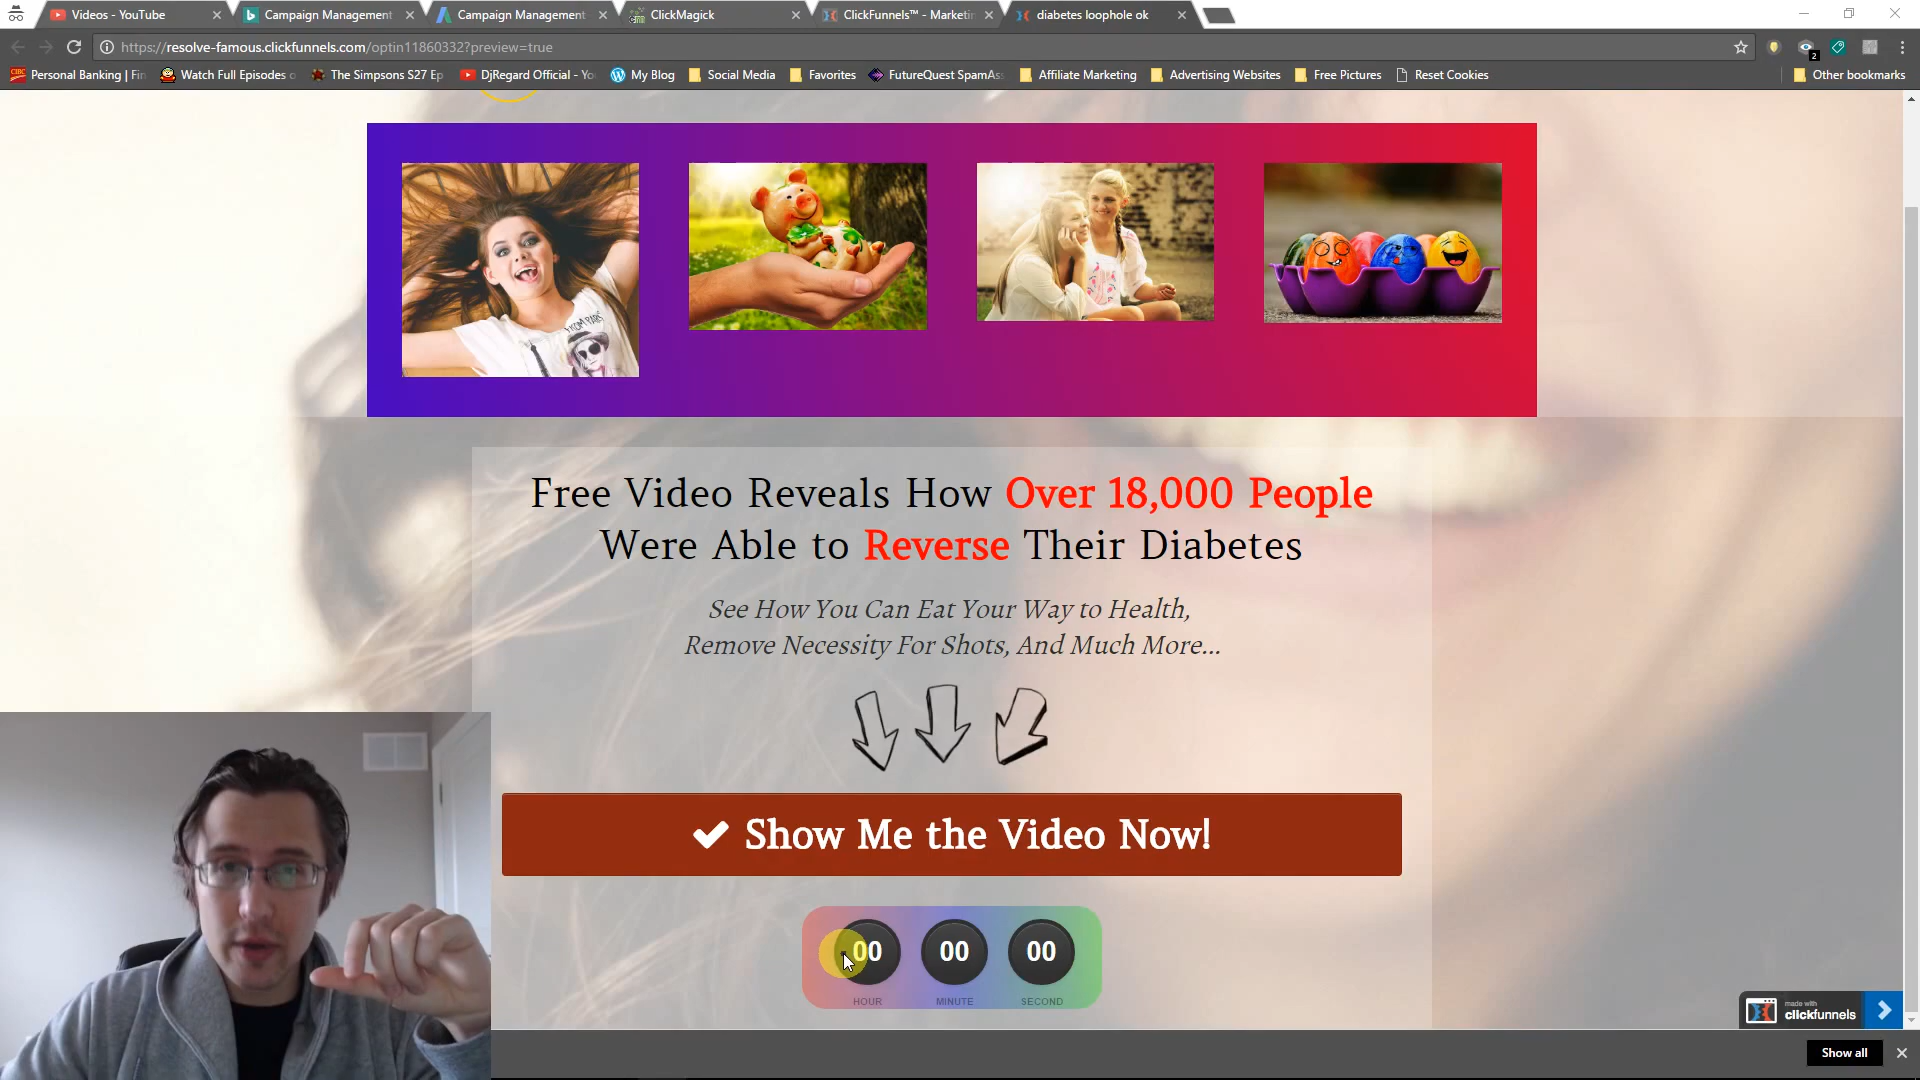 Videos - YouTube
Campaign Management
Campaign Management
ClickMagick
ClickFunnels™ - Marketin
diabetes loophole ok
https://resolve-famous.clickfunnels.com/optin11860332?preview=true
2
CIBC Personal Banking | Fin
Watch Full Episodes o
The Simpsons S27 Ep
DjRegard Official - Yo
My Blog
Social Media
Favorites
FutureQuest SpamAss
Affiliate Marketing
Advertising Websites
Free Pictures
Reset Cookies
Other bookmarks
FROM PARIS
Free Video Reveals How Over 18,000 People
Were Able to Reverse Their Diabetes
See How You Can Eat Your Way to Health,
Remove Necessity For Shots, And Much More...
Show Me the Video Now!
00 00 00
HOUR MINUTE SECOND
made with
clickfunnels
Show all